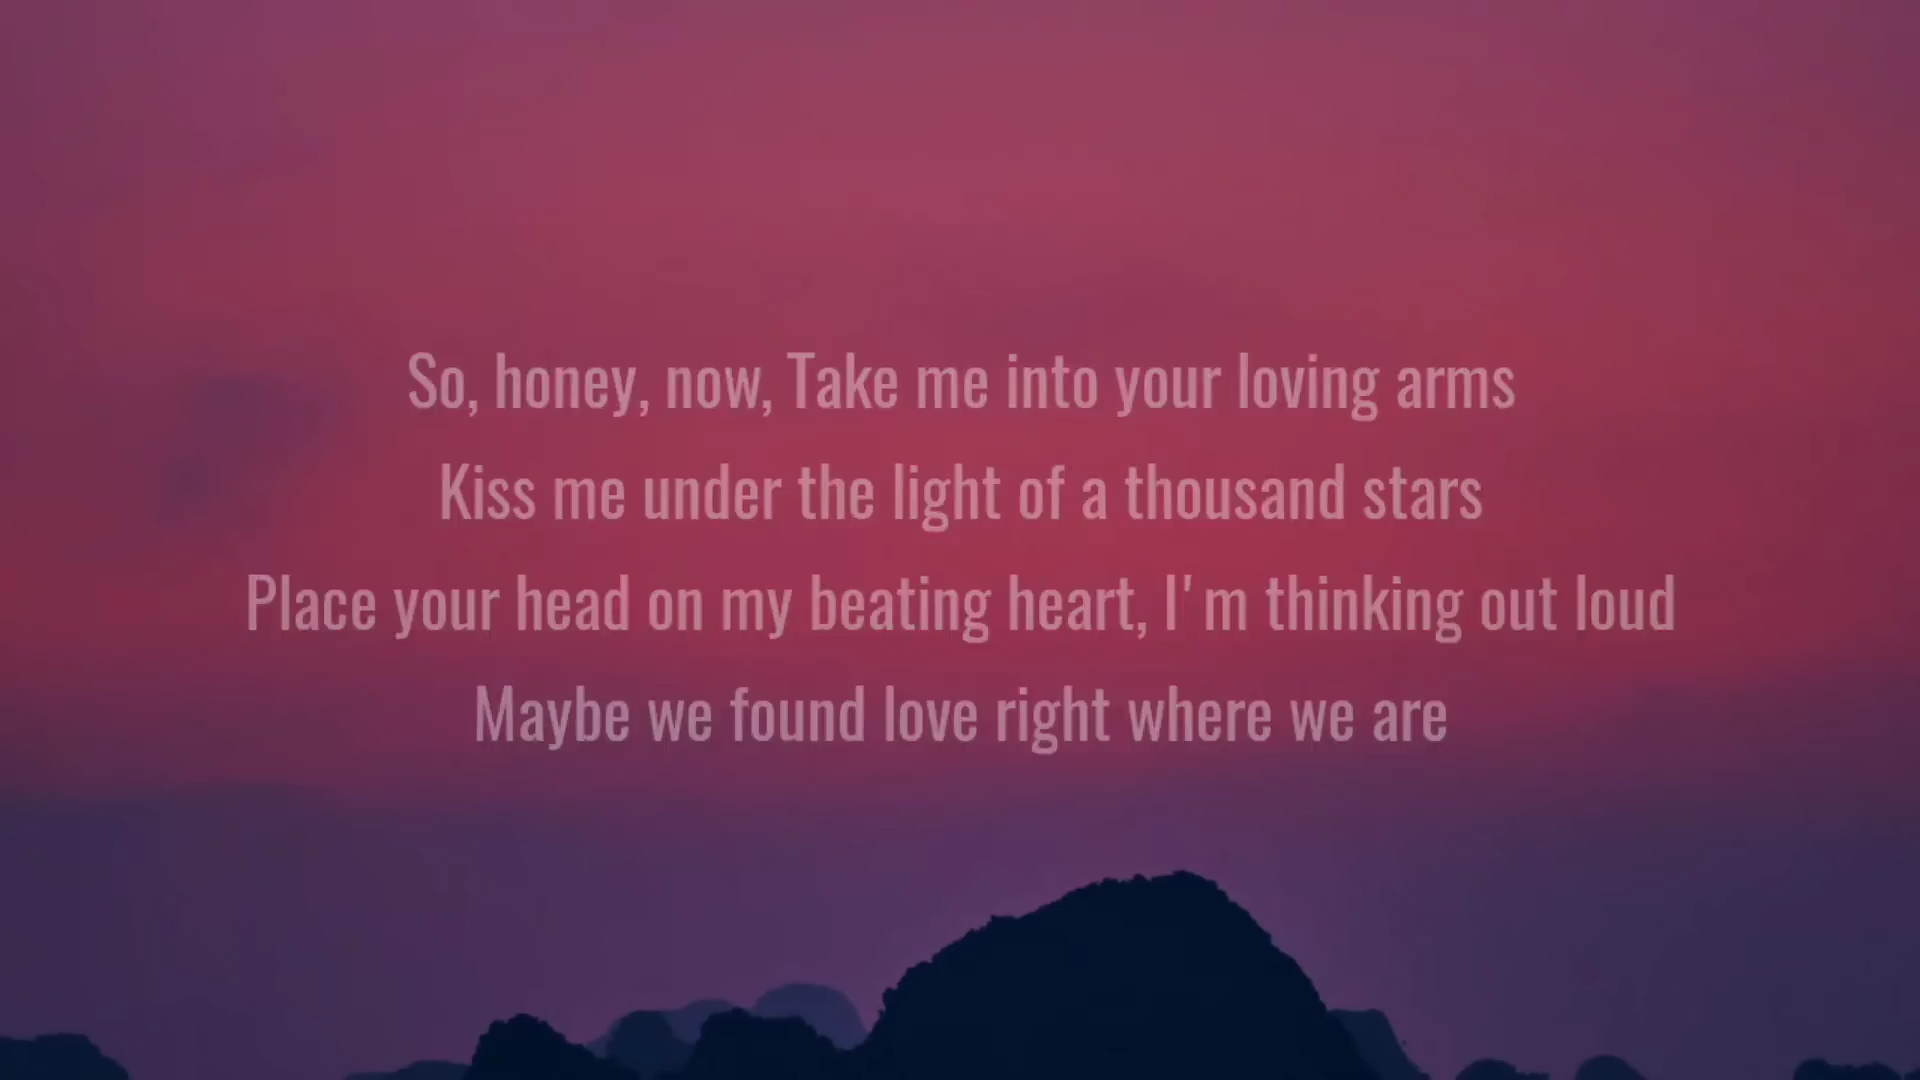 So, honey, now, Take me into your loving arms
Kiss me under the light of a thousand stars
Place your head on my beating heart, I'm thinking out loud
Maybe we found love right where we are